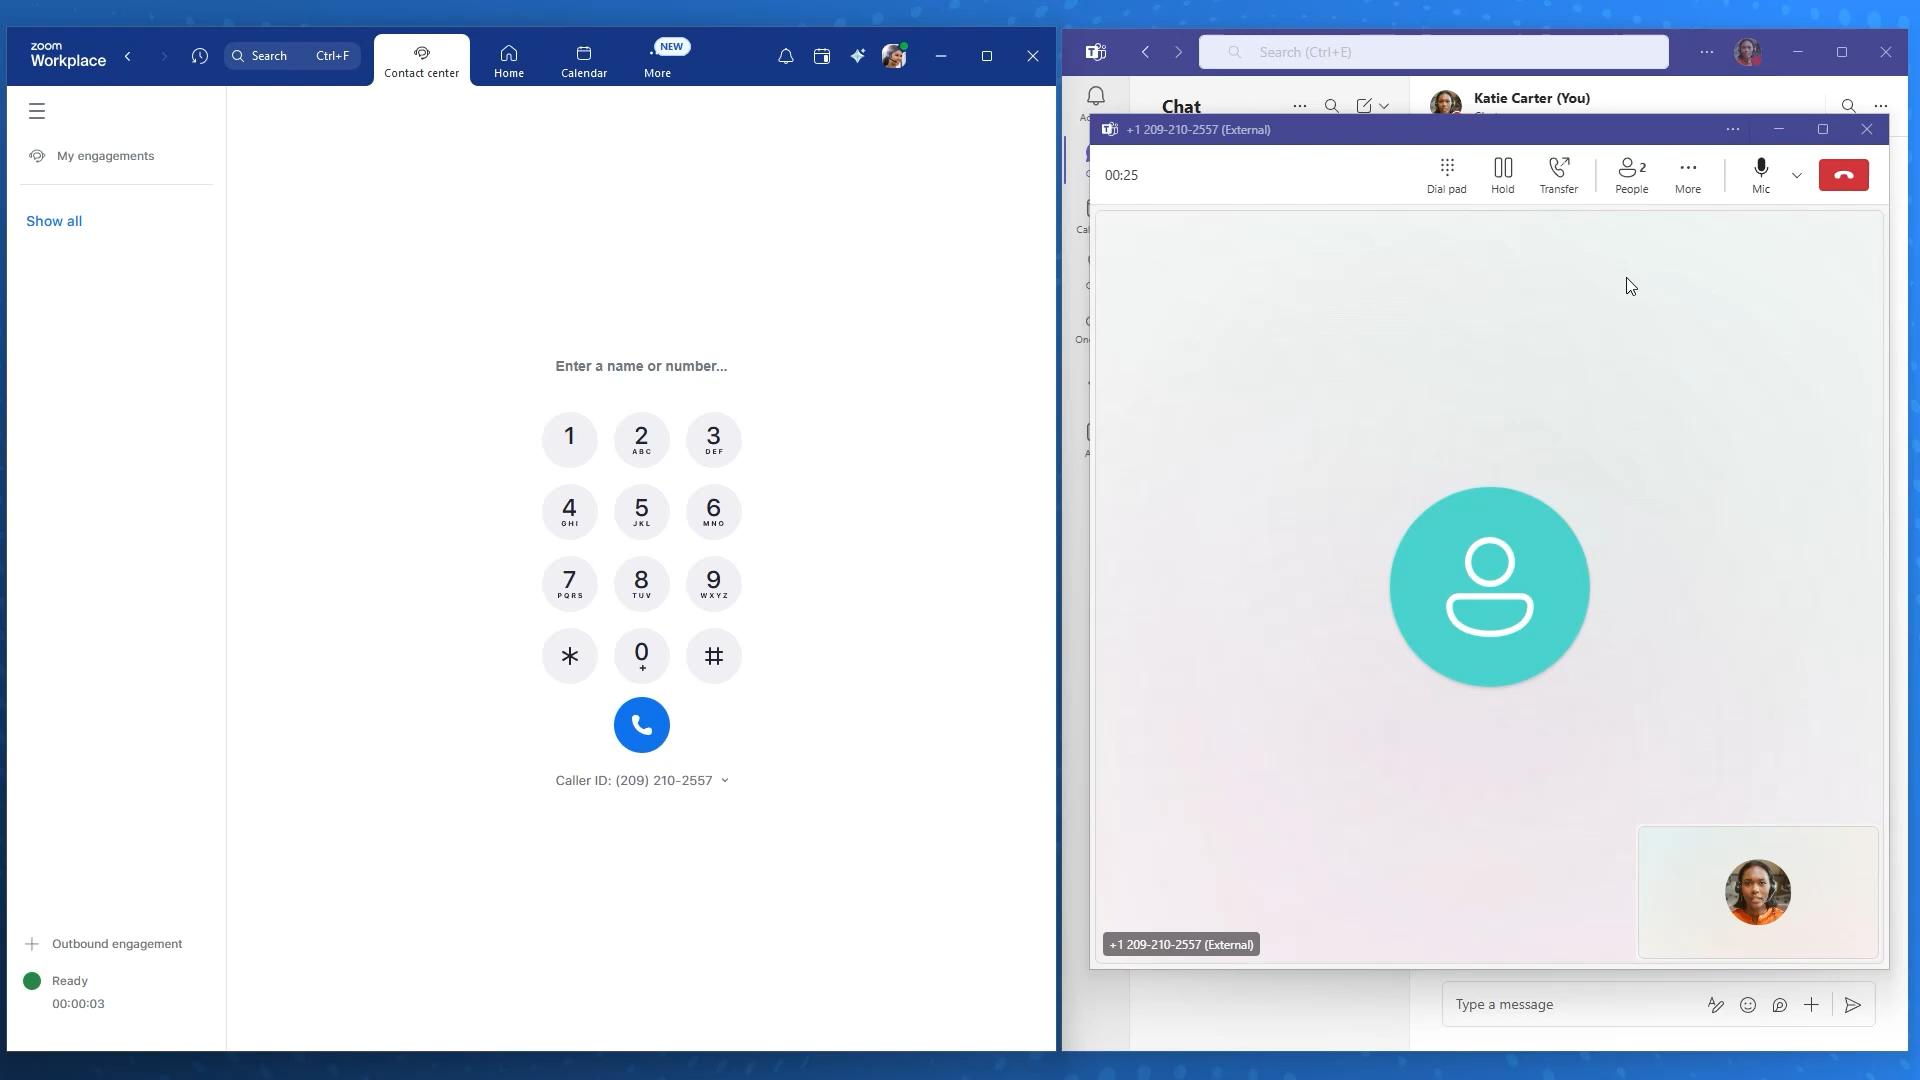 zoom
Workplace
Search Ctrl+F
Contact center
Home
Calendar
NEW
More
My engagements
Show all
Enter a name or number...
1
2
ABC
3
DEF
4
GHI
5
JKL
6
MNO
7
PQRS
8
TUV
9
WXYZ
*
0
+
#
Caller ID: (209) 210-2557
Outbound engagement
Ready
00:00:03
Search (Ctrl+E)
Chat
Katie Carter (You)
+1 209-210-2557 (External)
00:25
Dial pad
Hold
Transfer
2
People
More
Mic
+1 209-210-2557 (External)
Type a message